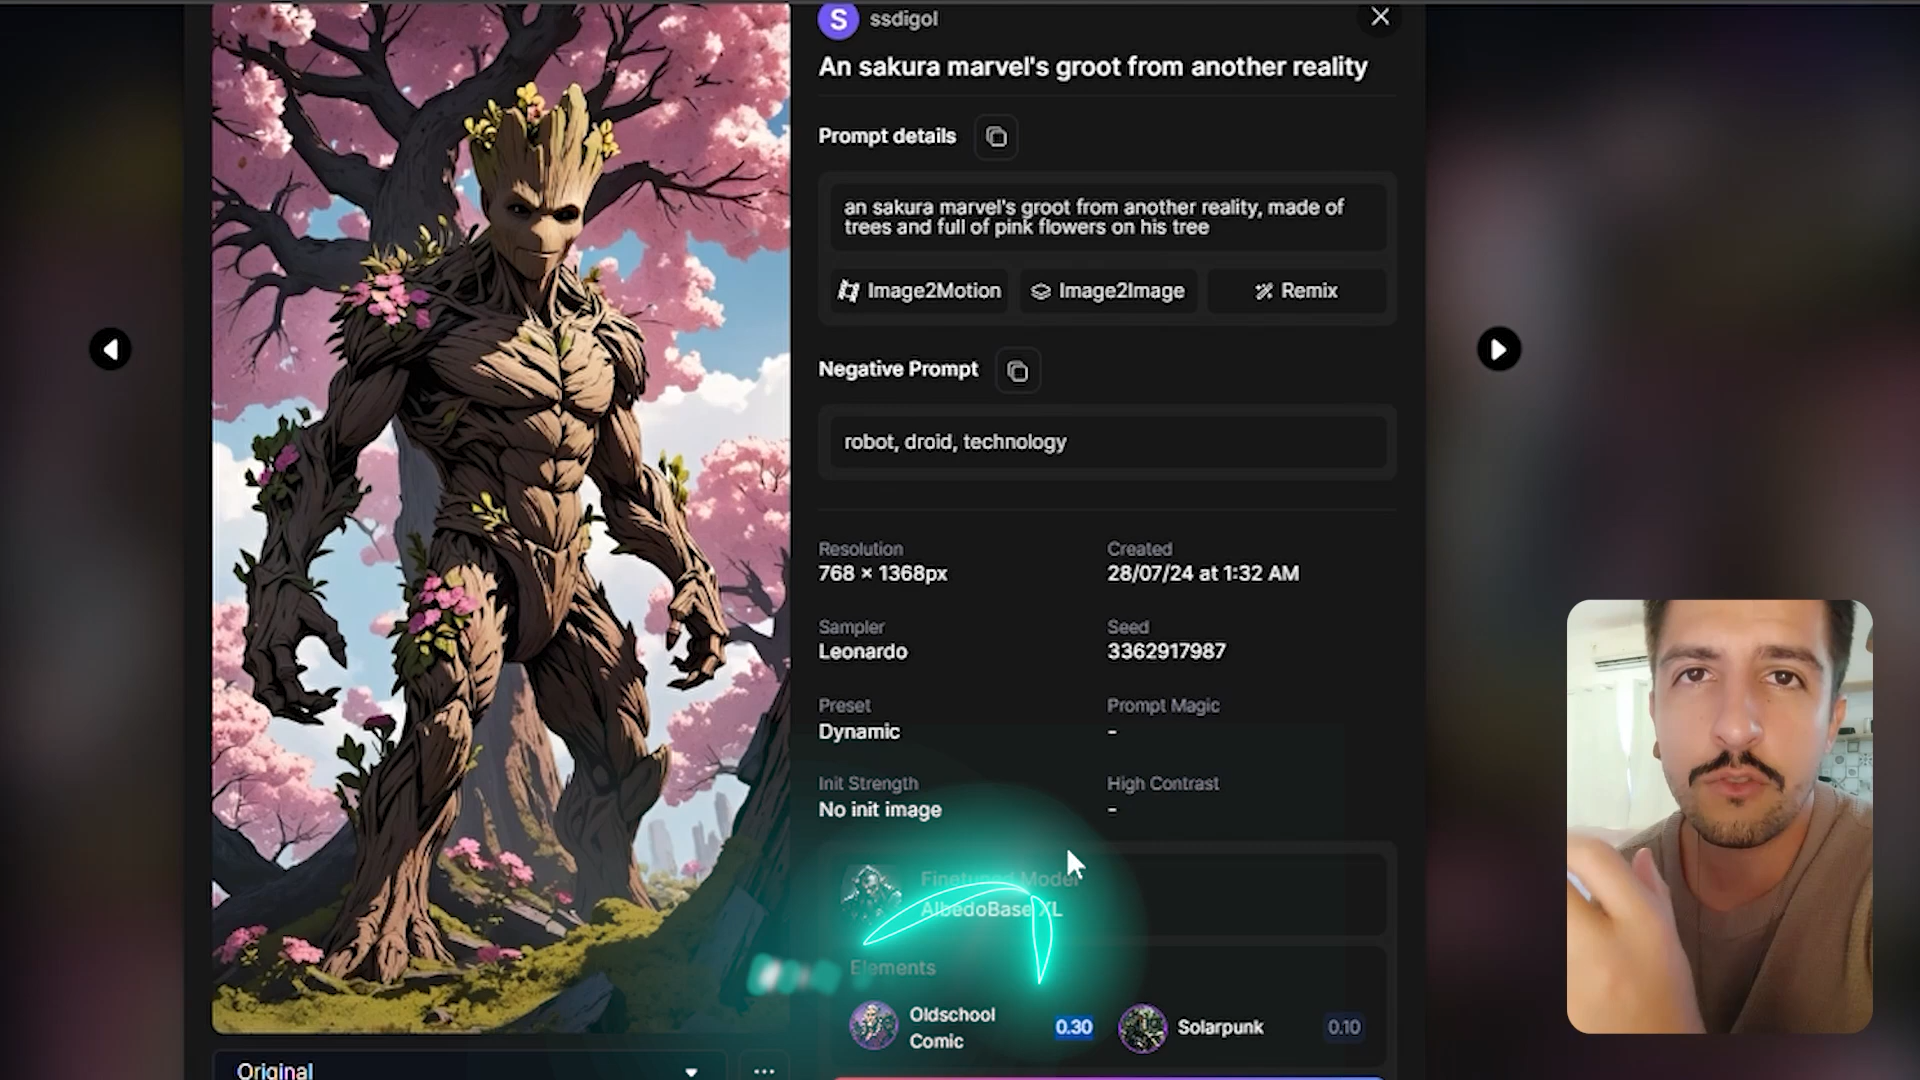 S ssdigol
An sakura marvel's groot from another reality
Prompt details
an sakura marvel's groot from another reality, made of
trees and full of pink flowers on his tree
Image2Motion Image2Image Remix
Negative Prompt
robot, droid, technology
Resolution Created
768 × 1368px 28/07/24 at 1:32 AM
Sampler Seed
Leonardo 3362917987
Preset Prompt Magic
Dynamic -
Init Strength High Contrast
No init image -
Finetuned Model
AlbedoBase XL
Elements
Oldschool
Comic 0.30 Solarpunk 0.10
Original